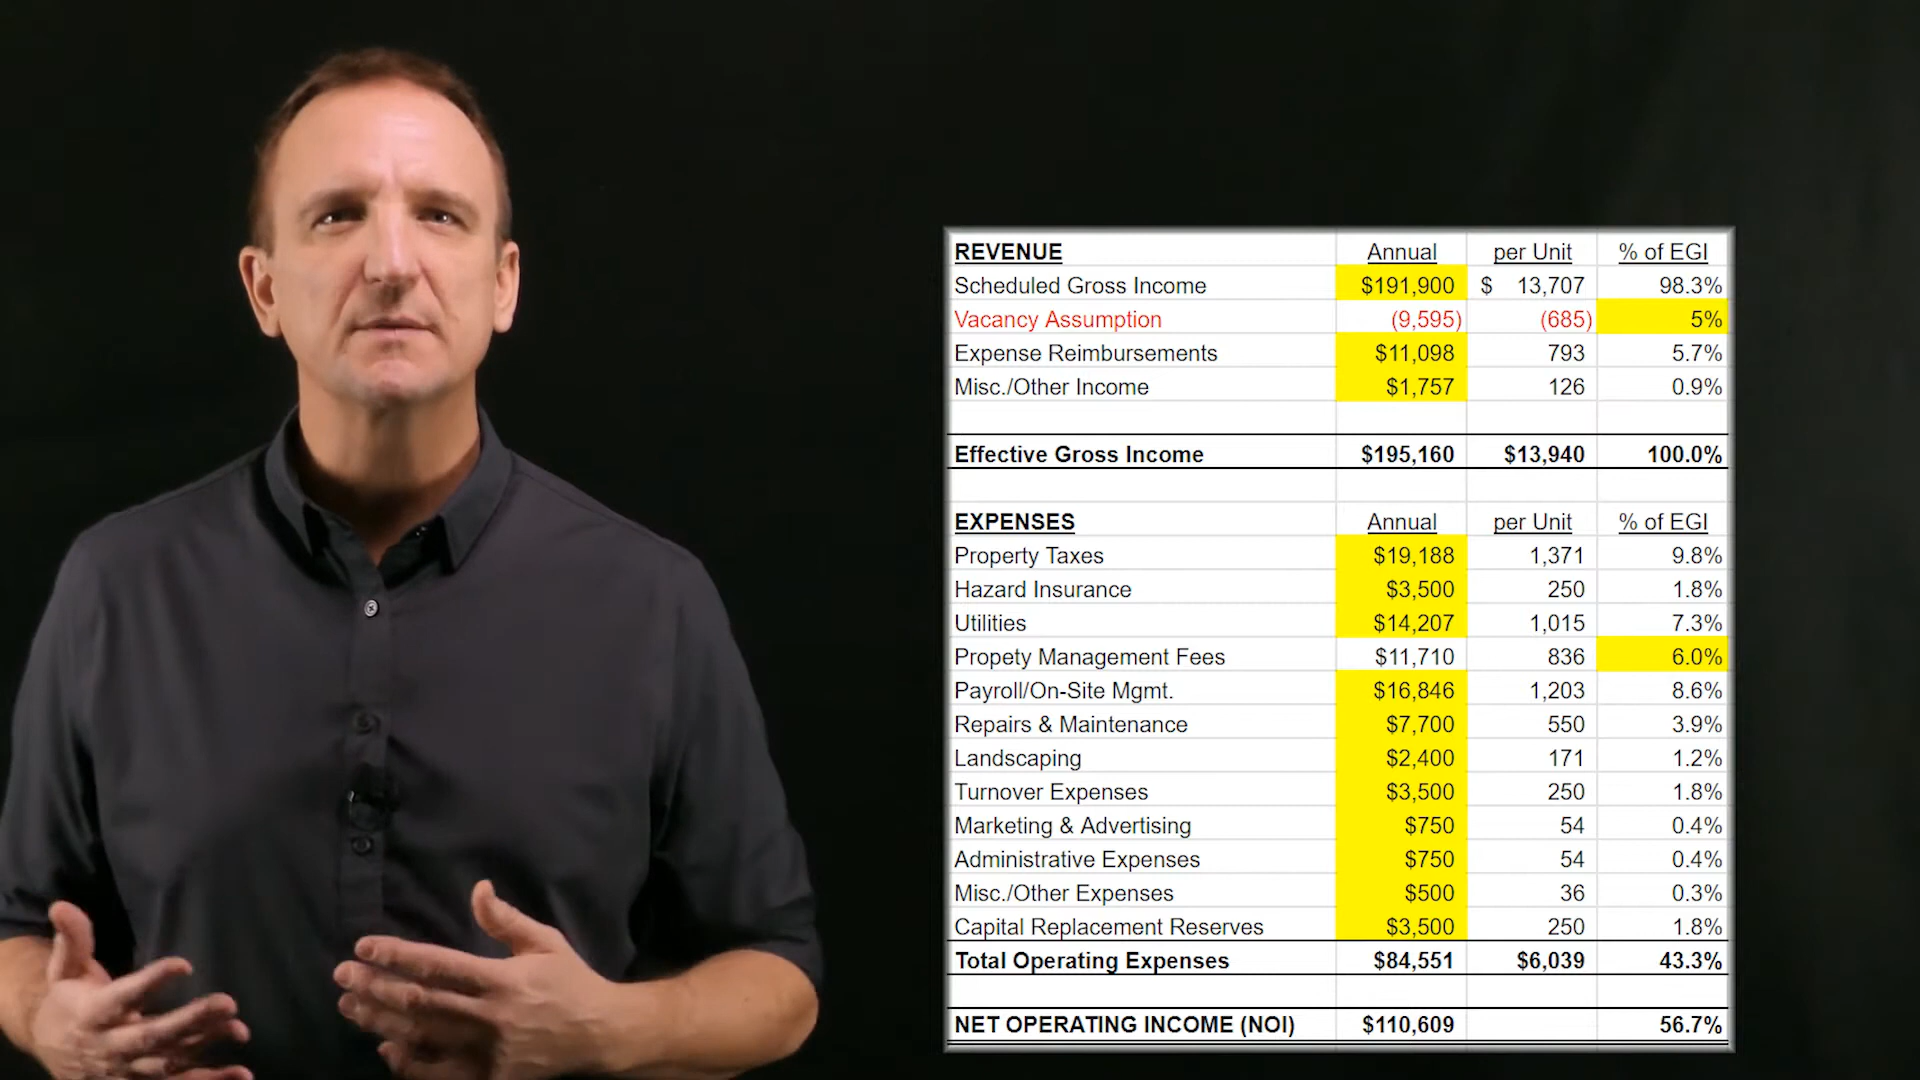 REVENUE Annual per Unit % of EGI
Scheduled Gross Income $191,900 $ 13,707 98.3%
Vacancy Assumption (9,595) (685) 5%
Expense Reimbursements $11,098 793 5.7%
Misc./Other Income $1,757 126 0.9%
Effective Gross Income $195,160 $13,940 100.0%
EXPENSES Annual per Unit % of EGI
Property Taxes $19,188 1,371 9.8%
Hazard Insurance $3,500 250 1.8%
Utilities $14,207 1,015 7.3%
Propety Management Fees $11,710 836 6.0%
Payroll/On-Site Mgmt. $16,846 1,203 8.6%
Repairs & Maintenance $7,700 550 3.9%
Landscaping $2,400 171 1.2%
Turnover Expenses $3,500 250 1.8%
Marketing & Advertising $750 54 0.4%
Administrative Expenses $750 54 0.4%
Misc./Other Expenses $500 36 0.3%
Capital Replacement Reserves $3,500 250 1.8%
Total Operating Expenses $84,551 $6,039 43.3%
NET OPERATING INCOME (NOI) $110,609 56.7%